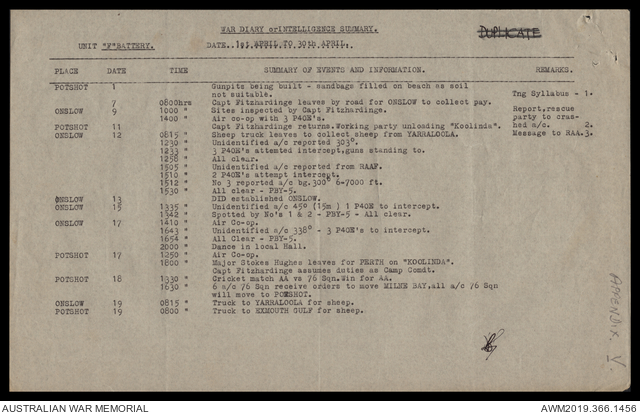 WAR DIARY or INTELLIGENCE SUMMARY.
DUPLICATE
UNIT "F" BATTERY. DATE..1st APRIL TO 30th APRIL.
PLACE DATE TIME SUMMARY OF EVENTS AND INFORMATION. REMARKS.
POTSHOT 1 Gunpits being built - sandbags filled on beach as soil
not suitable. Tng Syllabus - 1.
7 0800hrs Capt Fitzhardinge leaves by road for ONSLOW to collect pay.
ONSLOW 9 1000 " Sites inspected by Capt Fitzhardinge. Report,rescue
1400 " Air co-op with 3 P40E's. party to cras-
POTSHOT 11 Capt Fitzhardinge returns.Working party unloading "Koolinda". hed a/c. 2.
ONSLOW 12 0815 " Sheep truck leaves to collect sheep from YARRALOOLA. Message to RAA.3.
1230 " Unidentified a/c reported 303°.
1233 " 3 P40E's attemted intercept,guns standing to.
1258 " All clear.
1505 " Unidentified a/c reported from RAAF.
1510 " 2 P40E's attempt intercept.
1512 " No 3 reported a/c bg.300° 6-7000 ft.
1530 " All clear - PBY-5.
ONSLOW 13 DID established ONSLOW.
ONSLOW 15 1335 " Unidentified a/c 45° (15m ) 1 P40E to intercept.
1342 " Spotted by No's 1 & 2 - PBY-5 - All clear.
ONSLOW 17 1410 " Air Co-op.
1643 " Unidentified a/c 338° - 3 P40E's to intercept.
1654 " All Clear - PBY-5.
2000 " Dance in local Hall.
POTSHOT 17 1250 " Air Co-op.
1800 " Major Stokes Hughes leaves for PERTH on "KOOLINDA".
Capt Fitzhardinge assumes duties as Camp Comdt.
POTSHOT 18 1330 " Cricket match AA vs 76 Sqn.Win for AA.
1630 " 6 a/c 76 Sqn receive orders to move MILNE BAY,all a/c 76 Sqn
will move to POTSHOT.
ONSLOW 19 0815 " Truck to YARRALOOLA for sheep.
POTSHOT 19 0800 " Truck to EXMOUTH GULF for sheep.
APPENDIX. V.
AUSTRALIAN WAR MEMORIAL AWM2019.366.1456